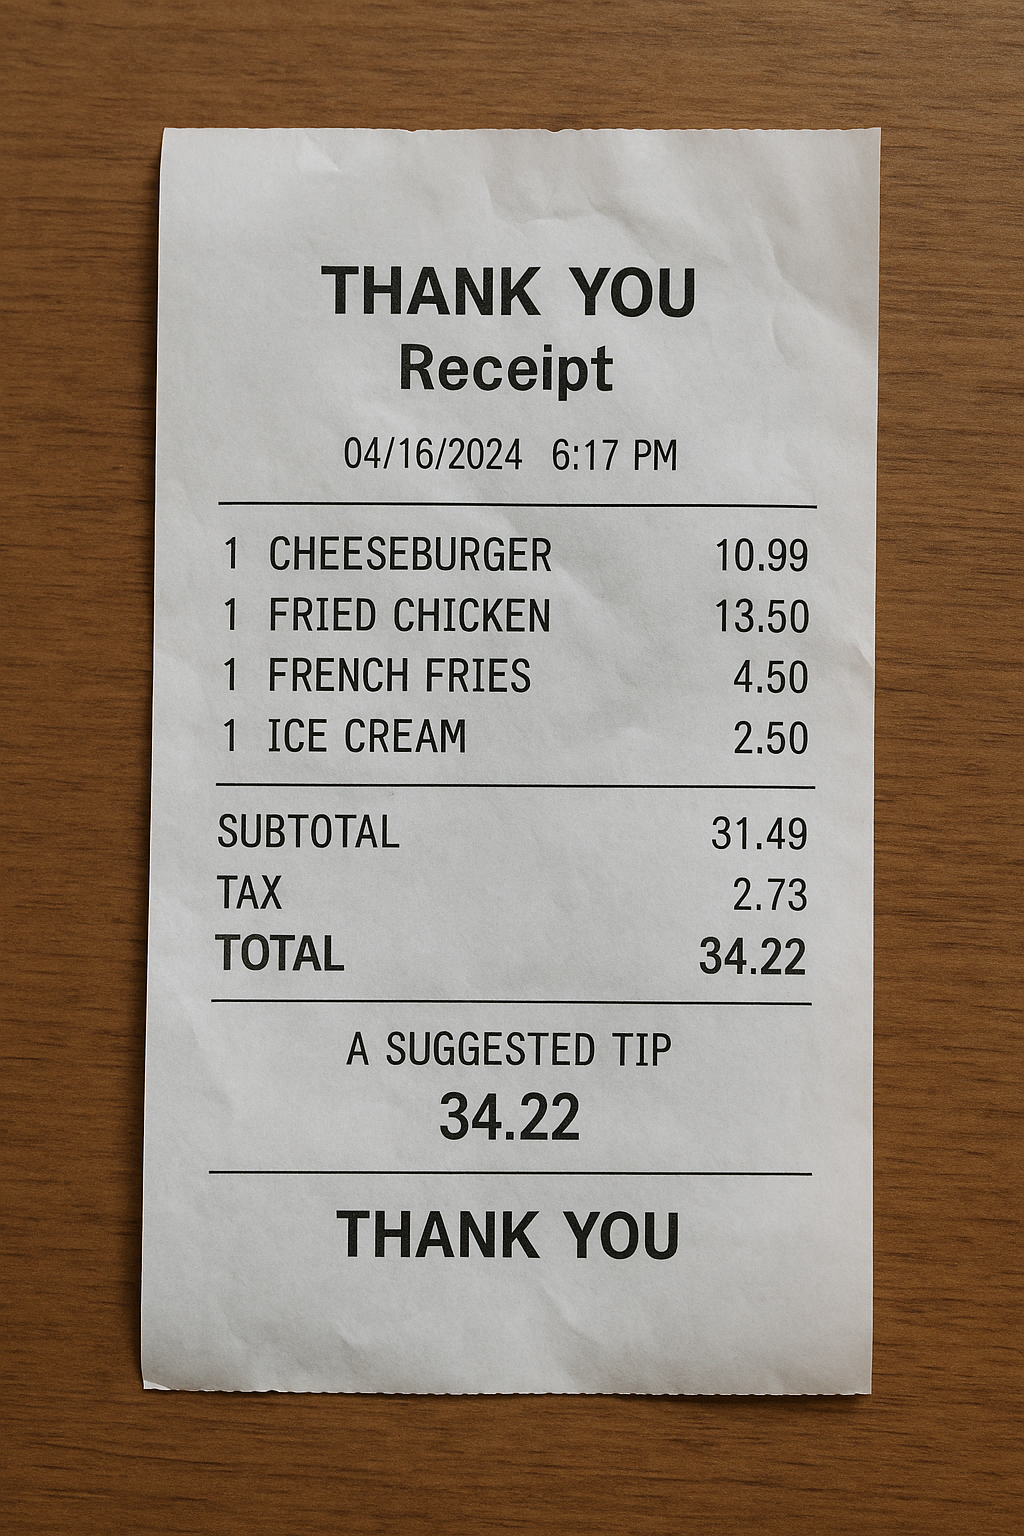 THANK YOU
Receipt
04/16/2024 6:17 PM
1 CHEESEBURGER 10.99
1 FRIED CHICKEN 13.50
1 FRENCH FRIES 4.50
1 ICE CREAM 2.50
SUBTOTAL 31.49
TAX 2.73
TOTAL 34.22
A SUGGESTED TIP
34.22
THANK YOU